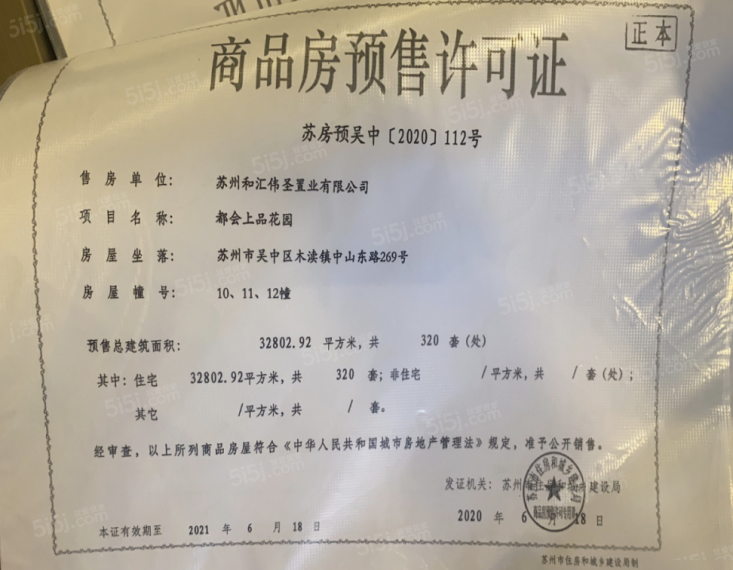 正本
商品房预售许可证
苏房预吴中〔2020〕112号
售房单位： 苏州和汇伟圣置业有限公司
项目名称： 都会上品花园
房屋坐落： 苏州市吴中区木渎镇中山东路269号
房屋幢号： 10、11、12幢
预售总建筑面积： 32802.92 平方米，共 320 套（处）
其中：住宅 32802.92平方米，共 320 套；非住宅 /平方米，共 / 套（处）；
其它 /平方米，共 / 套。
经审查，以上所列商品房屋符合《中华人民共和国城市房地产管理法》规定，准予公开销售。
发证机关： 苏州市住房和城乡建设局
2020 年 6 月 18 日
本证有效期至 2021 年 6 月 18 日
苏州市住房和城乡建设局制
5i5j.com